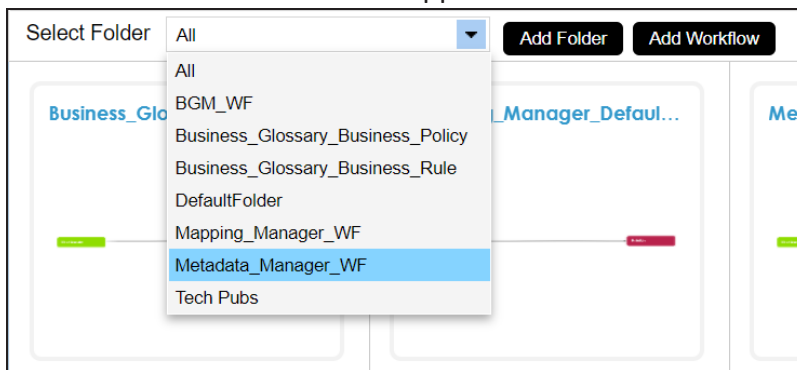 Select Folder All Add Folder Add Workflow
All
BGM_WF
Business_Glo _Manager_Defaul... Me
Business_Glossary_Business_Policy
Business_Glossary_Business_Rule
DefaultFolder
Mapping_Manager_WF
Metadata_Manager_WF
Tech Pubs